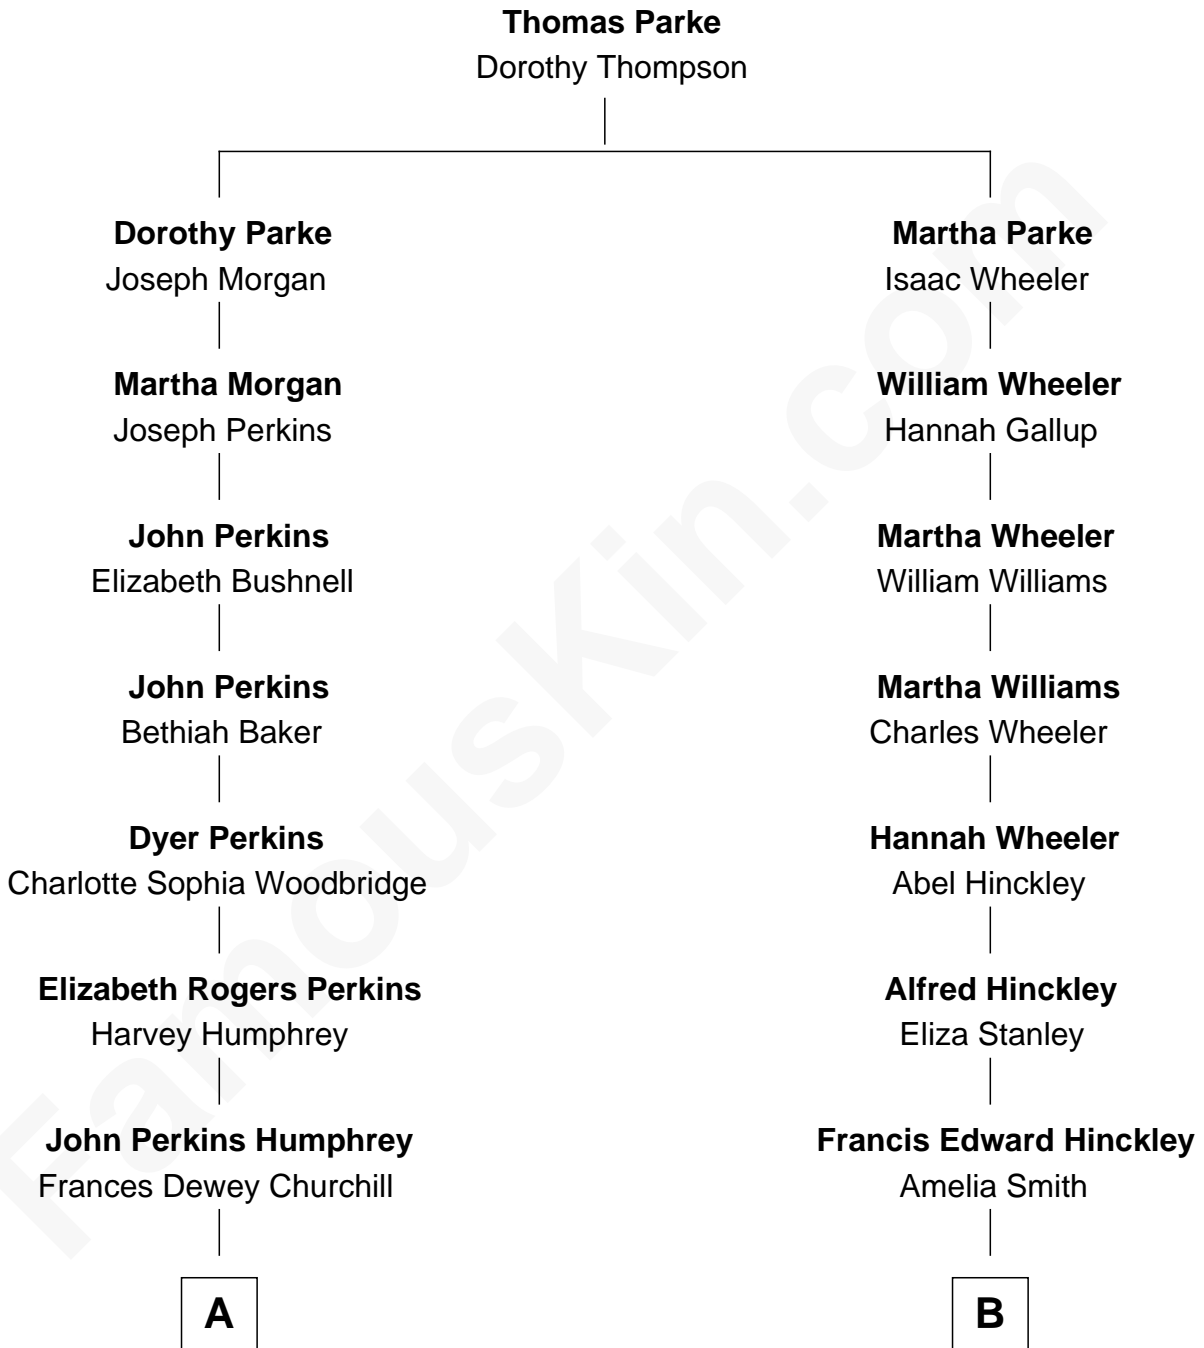 Thomas Parke
Dorothy Thompson
Dorothy Parke
Joseph Morgan
Martha Parke
Isaac Wheeler
Martha Morgan
Joseph Perkins
William Wheeler
Hannah Gallup
John Perkins
Elizabeth Bushnell
Martha Wheeler
William Williams
John Perkins
Bethiah Baker
Martha Williams
Charles Wheeler
Dyer Perkins
Charlotte Sophia Woodbridge
Hannah Wheeler
Abel Hinckley
Elizabeth Rogers Perkins
Harvey Humphrey
Alfred Hinckley
Eliza Stanley
John Perkins Humphrey
Frances Dewey Churchill
Francis Edward Hinckley
Amelia Smith
A
B
FamousKin.com